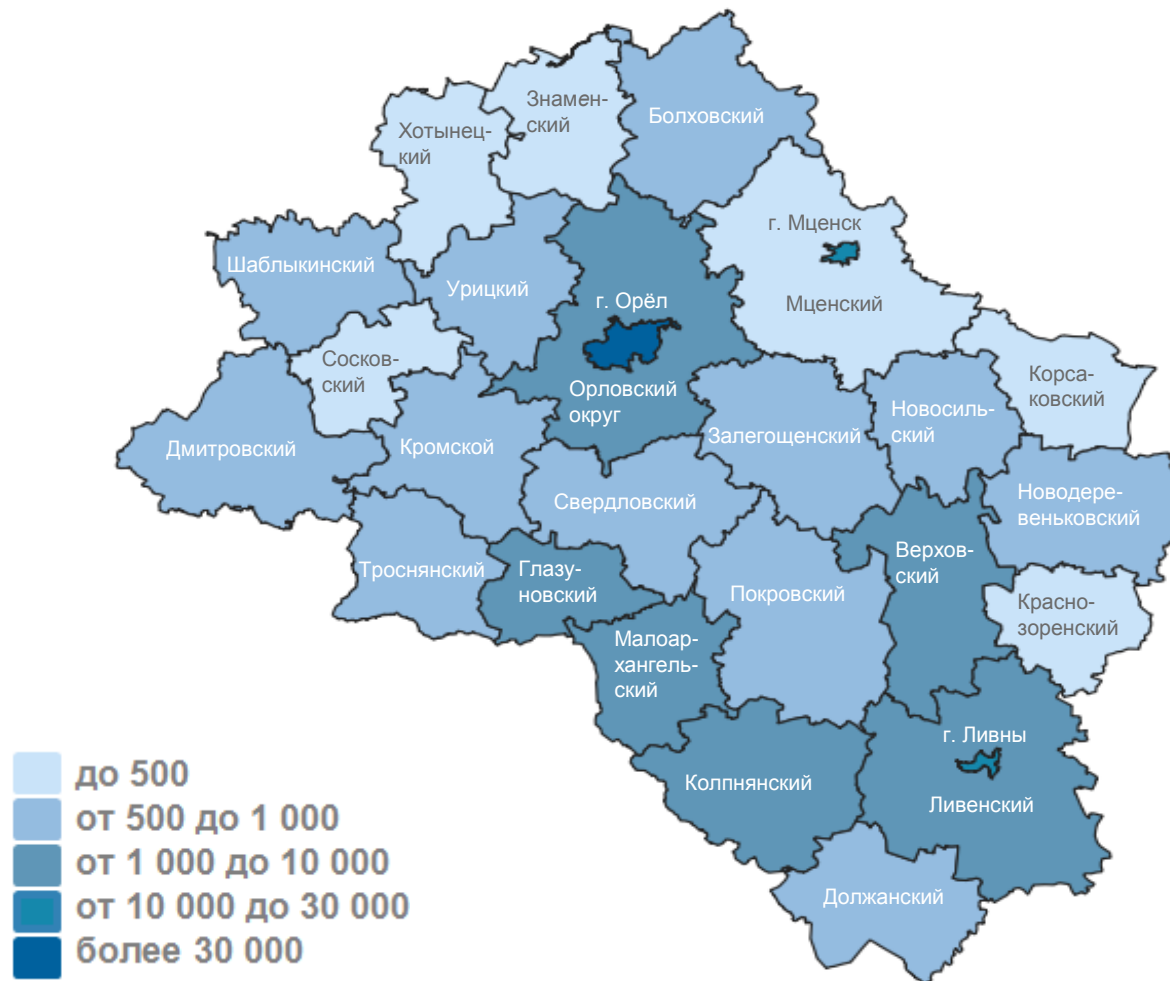 Знамен-
ский
Болховский
Хотынец-
кий
г. Мценск
Шаблыкинский
Урицкий
г. Орёл
Мценский
Сосков-
ский
Орловский
округ
Корса-
ковский
Новосиль-
ский
Дмитровский
Кромской
Залегощенский
Свердловский
Новодере-
веньковский
Троснянский
Глазу-
новский
Верхов-
ский
Покровский
Красно-
зоренский
Малоар-
хангель-
ский
г. Ливны
Колпнянский
Ливенский
Должанский
до 500
от 500 до 1 000
от 1 000 до 10 000
от 10 000 до 30 000
более 30 000